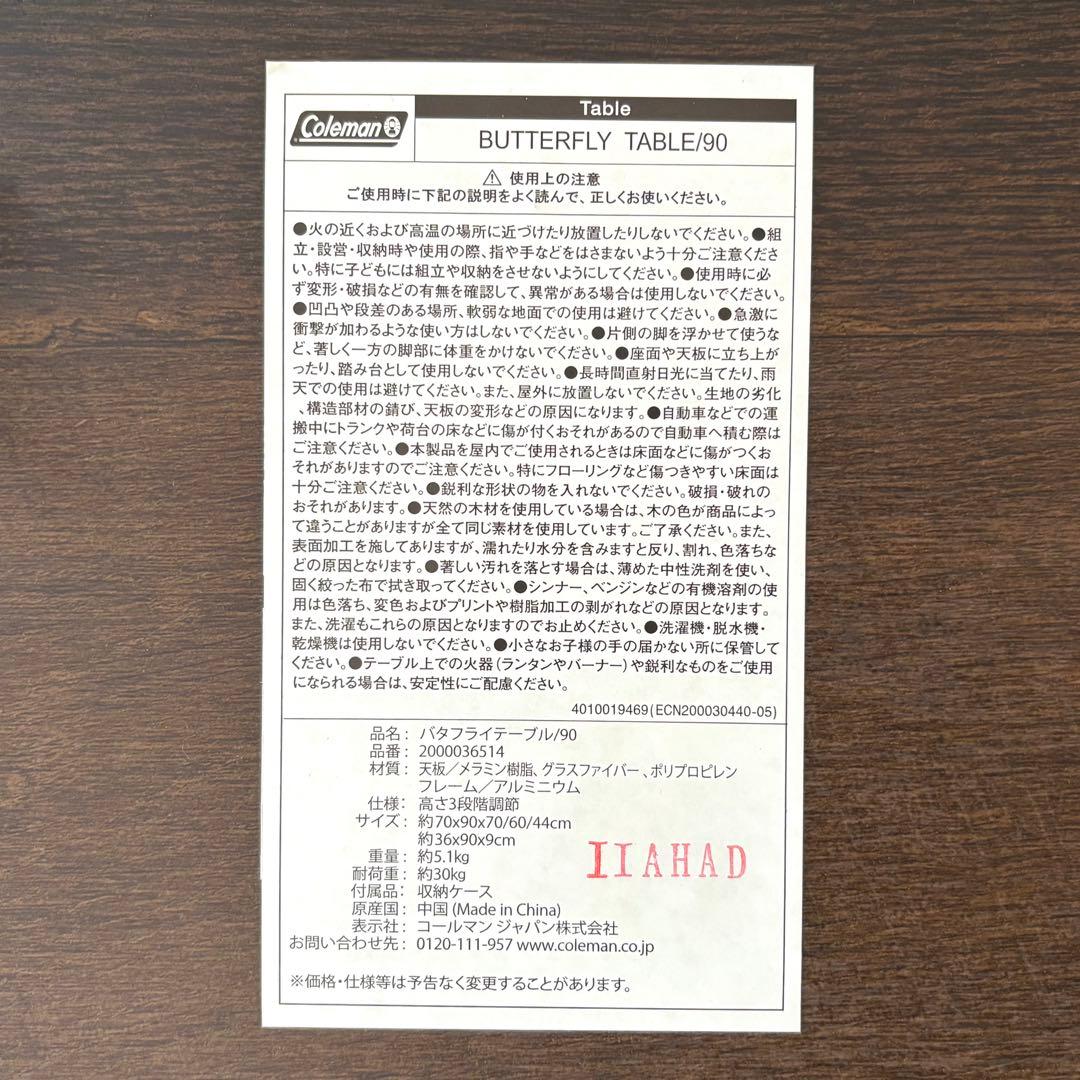 Coleman
Table
BUTTERFLY TABLE/90
⚠ 使用上の注意
ご使用時に下記の説明をよく読んで、正しくお使いください。
●火の近くおよび高温の場所に近づけたり放置したりしないでください。●組
立・設営・収納時や使用の際、指や手などをはさまないよう十分ご注意くださ
い。特に子どもには組立や収納をさせないようにしてください。●使用時に必
ず変形・破損などの有無を確認して、異常がある場合は使用しないでください。
●凹凸や段差のある場所、軟弱な地面での使用は避けてください。●急激に
衝撃が加わるような使い方はしないでください。●片側の脚を浮かせて使うな
ど、著しく一方の脚部に体重をかけないでください。●座面や天板に立ち上が
ったり、踏み台として使用しないでください。●長時間直射日光に当てたり、雨
天での使用は避けてください。また、屋外に放置しないでください。生地の劣化
、構造部材の錆び、天板の変形などの原因になります。●自動車などでの運
搬中にトランクや荷台の床などに傷が付くおそれがあるので自動車へ積む際は
ご注意ください。●本製品を屋内でご使用されるときは床面などに傷がつくお
それがありますのでご注意ください。特にフローリングなど傷つきやすい床面は
十分ご注意ください。●鋭利な形状の物を入れないでください。破損・破れの
おそれがあります。●天然の木材を使用している場合は、木の色が商品によっ
て違うことがありますが全て同じ素材を使用しています。ご了承ください。また、
表面加工を施してありますが、濡れたり水分を含みますと反り、割れ、色落ちな
どの原因となります。●著しい汚れを落とす場合は、薄めた中性洗剤を使い、
固く絞った布で拭き取ってください。●シンナー、ベンジンなどの有機溶剤の使
用は色落ち、変色およびプリントや樹脂加工の剥がれなどの原因となります。
また、洗濯もこれらの原因となりますのでお止めください。●洗濯機・脱水機・
乾燥機は使用しないでください。●小さなお子様の手の届かない所に保管して
ください。●テーブル上での火器(ランタンやバーナー)や鋭利なものをご使用
になられる場合は、安定性にご配慮ください。
4010019469(ECN200030440-05)
品名: バタフライテーブル/90
品番: 2000036514
材質: 天板/メラミン樹脂、グラスファイバー、ポリプロピレン
フレーム/アルミニウム
仕様: 高さ3段階調節
サイズ: 約70x90x70/60/44cm
約36x90x9cm
重量: 約5.1kg
耐荷重: 約30kg
付属品: 収納ケース
原産国: 中国(Made in China)
表示社: コールマン ジャパン株式会社
お問い合わせ先: 0120-111-957 www.coleman.co.jp
IIAHAD
※価格・仕様等は予告なく変更することがあります。